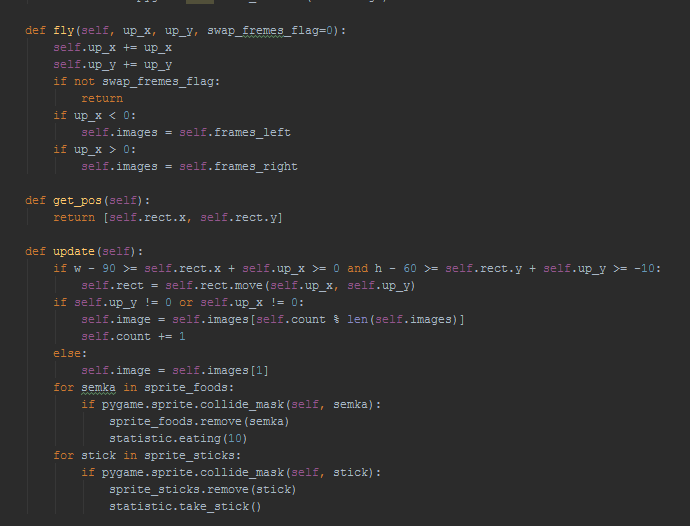 def fly(self, up_x, up_y, swap_fremes_flag=0):
self.up_x += up_x
self.up_y += up_y
if not swap_fremes_flag:
return
if up_x < 0:
self.images = self.frames_left
if up_x > 0:
self.images = self.frames_right
def get_pos(self):
return [self.rect.x, self.rect.y]
def update(self):
if w - 90 >= self.rect.x + self.up_x >= 0 and h - 60 >= self.rect.y + self.up_y >= -10:
self.rect = self.rect.move(self.up_x, self.up_y)
if self.up_y != 0 or self.up_x != 0:
self.image = self.images[self.count % len(self.images)]
self.count += 1
else:
self.image = self.images[1]
for semka in sprite_foods:
if pygame.sprite.collide_mask(self, semka):
sprite_foods.remove(semka)
statistic.eating(10)
for stick in sprite_sticks:
if pygame.sprite.collide_mask(self, stick):
sprite_sticks.remove(stick)
statistic.take_stick()